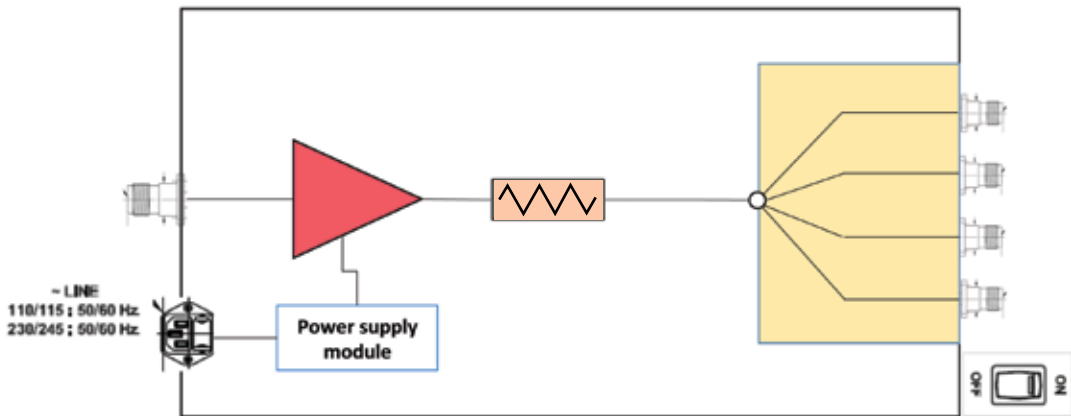 ~ LINE
110/115 ; 50/60 Hz.
230/245 ; 50/60 Hz.
Power supply
module
OFF
ON